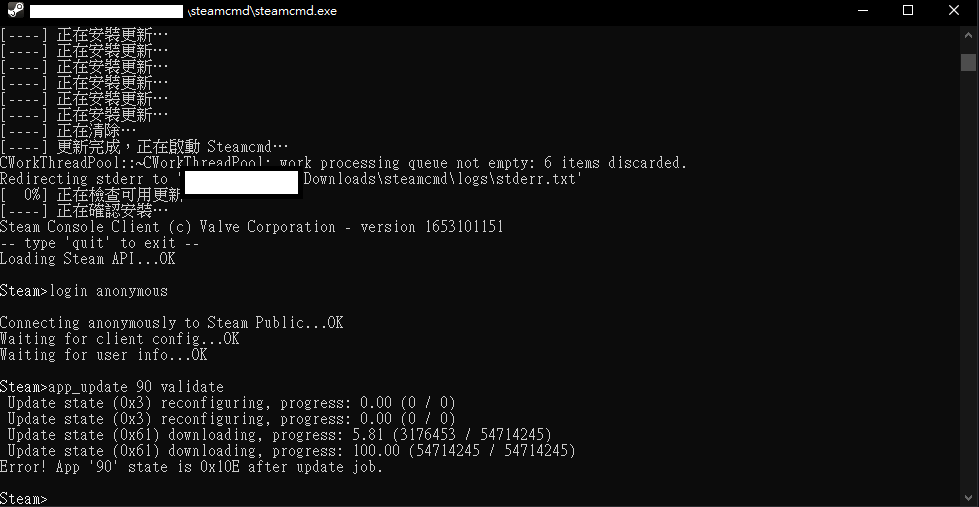 \steamcmd\steamcmd.exe
[----] 正在安裝更新…
[----] 正在安裝更新…
[----] 正在安裝更新…
[----] 正在安裝更新…
[----] 正在安裝更新…
[----] 正在安裝更新…
[----] 正在清除…
[----] 更新完成，正在啟動 Steamcmd…
CWorkThreadPool::~CWorkThreadPool: work processing queue not empty: 6 items discarded.
Redirecting stderr to ' Downloads\steamcmd\logs\stderr.txt'
[  0%] 正在檢查可用更新
[----] 正在確認安裝…
Steam Console Client (c) Valve Corporation - version 1653101151
-- type 'quit' to exit --
Loading Steam API...OK
Steam>login anonymous
Connecting anonymously to Steam Public...OK
Waiting for client config...OK
Waiting for user info...OK
Steam>app_update 90 validate
Update state (0x3) reconfiguring, progress: 0.00 (0 / 0)
Update state (0x3) reconfiguring, progress: 0.00 (0 / 0)
Update state (0x61) downloading, progress: 5.81 (3176453 / 54714245)
Update state (0x61) downloading, progress: 100.00 (54714245 / 54714245)
Error! App '90' state is 0x10E after update job.
Steam>